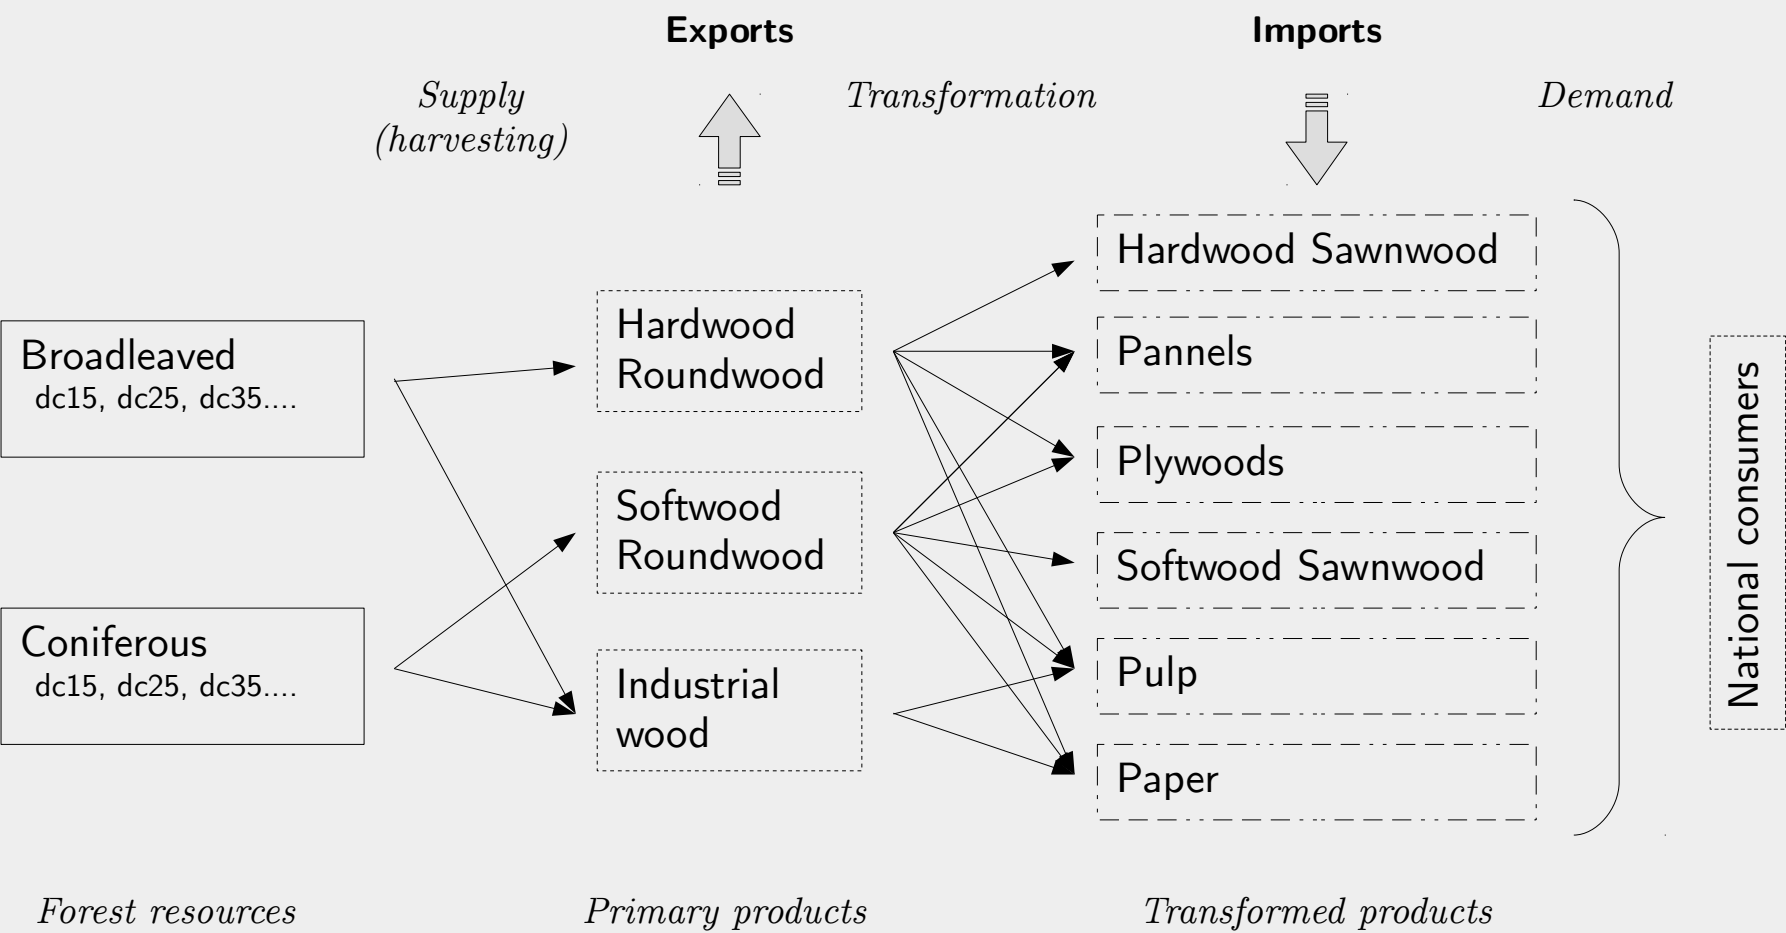 Exports
Imports
Supply
(harvesting)
Transformation
Demand
Broadleaved
dc15, dc25, dc35....
Coniferous
dc15, dc25, dc35....
Hardwood
Roundwood
Softwood
Roundwood
Industrial
wood
Hardwood Sawnwood
Pannels
Plywoods
Softwood Sawnwood
Pulp
Paper
National consumers
Forest resources
Primary products
Transformed products